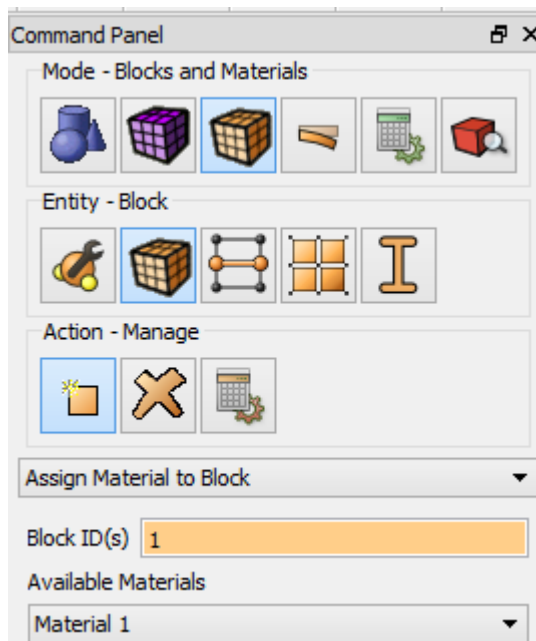 Command Panel
Mode - Blocks and Materials
Entity - Block
Action - Manage
Assign Material to Block
Block ID(s) 1
Available Materials
Material 1